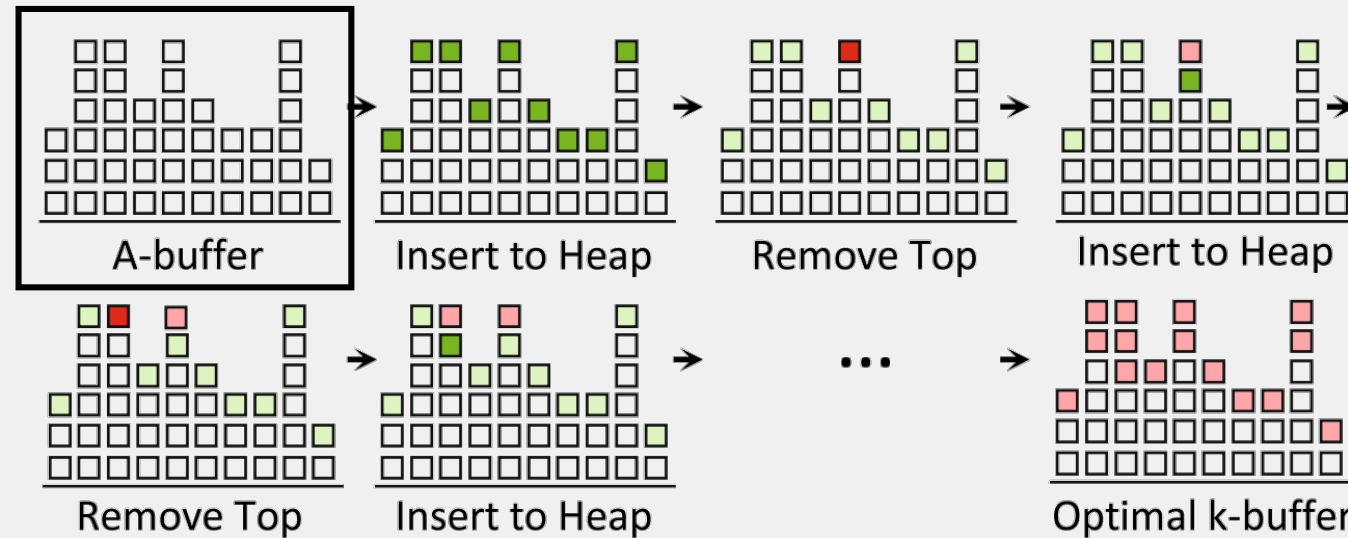 A-buffer
Insert to Heap
Remove Top
Insert to Heap
Remove Top
Insert to Heap
...
Optimal k-buffer